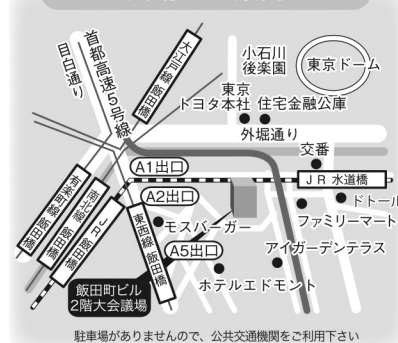 首都高速5号線
目白通り
大江戸線 飯田橋
小石川
後楽園
東京ドーム
東京
トヨタ本社
住宅金融公庫
外堀通り
交番
A1出口
JR 水道橋
A2出口
ドトール
有楽町線 飯田橋
南北線 飯田橋
JR 飯田橋
東西線 飯田橋
モスバーガー
ファミリーマート
A5出口
アイガーデンテラス
飯田町ビル
2階大会議場
ホテルエドモント
駐車場がありませんので、公共交通機関をご利用下さい